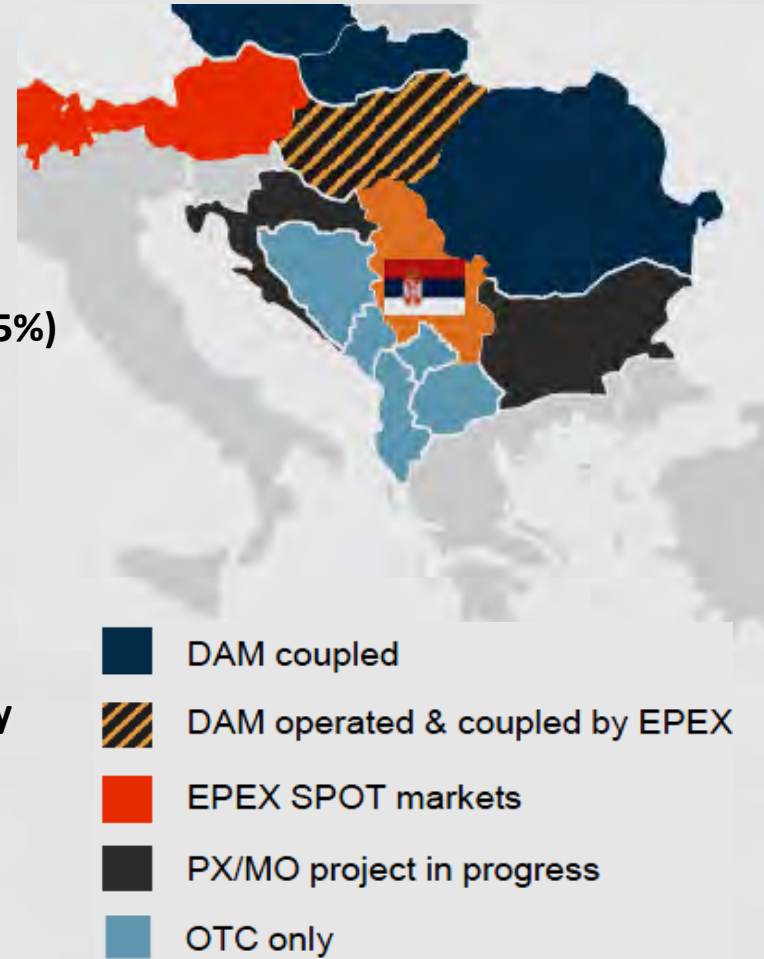 5%)
y
DAM coupled
DAM operated & coupled by EPEX
EPEX SPOT markets
PX/MO project in progress
OTC only